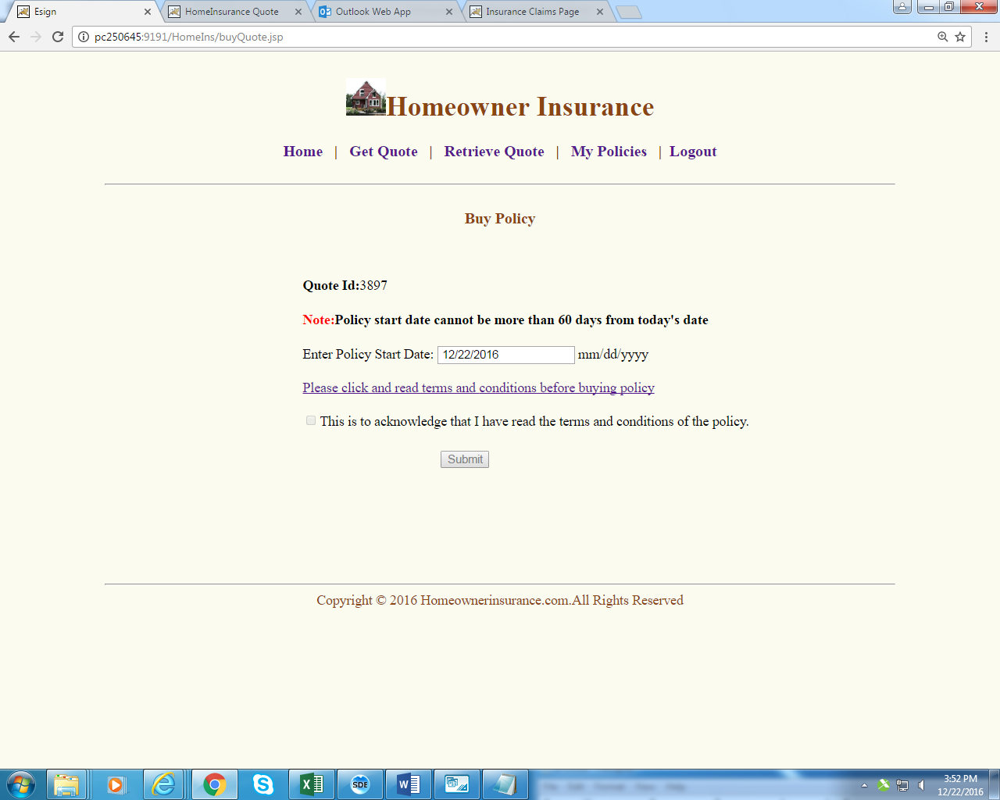 Esign
HomeInsurance Quote
Outlook Web App
Insurance Claims Page
pc250645:9191/HomeIns/buyQuote.jsp
Homeowner Insurance
Home | Get Quote | Retrieve Quote | My Policies | Logout
Buy Policy
Quote Id:3897
Note:Policy start date cannot be more than 60 days from today's date
Enter Policy Start Date: 12/22/2016 mm/dd/yyyy
Please click and read terms and conditions before buying policy
This is to acknowledge that I have read the terms and conditions of the policy.
Submit
Copyright © 2016 Homeownerinsurance.com.All Rights Reserved
SDE
3:52 PM
12/22/2016